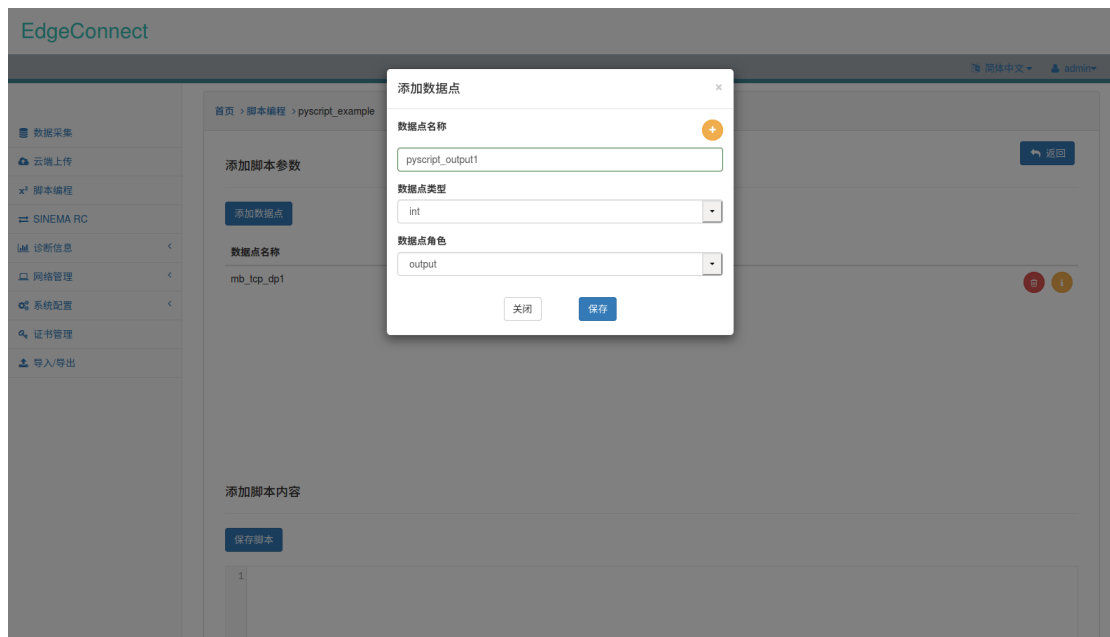 EdgeConnect
简体中文 admin
添加数据点 ×
首页 > 脚本编程 > pyscript_example
数据点名称
数据采集
云端上传
pyscript_output1
添加脚本参数
返回
脚本编程
数据点类型
int
添加数据点
SINEMA RC
诊断信息
数据点角色
数据点名称
output
网络管理
mb_tcp_dp1
系统配置
关闭 保存
证书管理
导入/导出
添加脚本内容
保存脚本
1